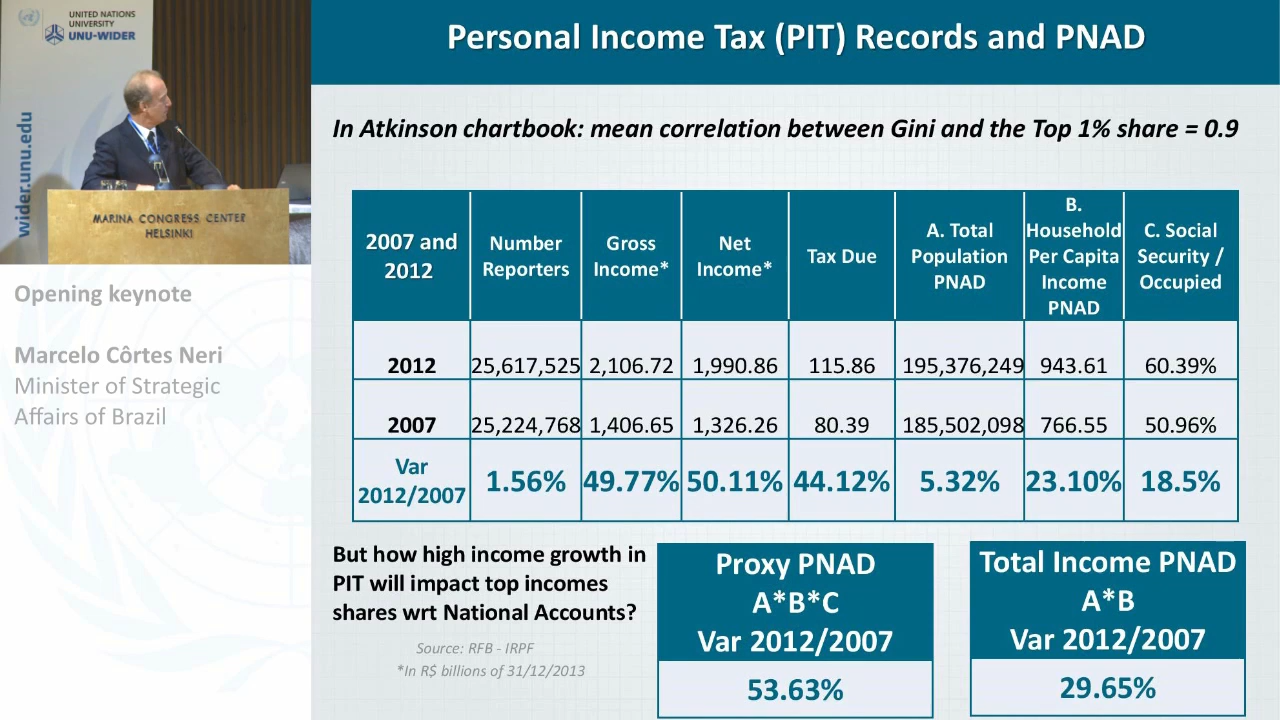 UNITED NATIONS
UNIVERSITY
UNU-WIDER
wider.unu.edu
MARINA CONGRESS CENTER
HELSINKI
Opening keynote
Marcelo Côrtes Neri
Minister of Strategic
Affairs of Brazil
Personal Income Tax (PIT) Records and PNAD
In Atkinson chartbook: mean correlation between Gini and the Top 1% share = 0.9
2007 and
2012
Number
Reporters
Gross
Income*
Net
Income*
Tax Due
A. Total
Population
PNAD
B.
Household
Per Capita
Income
PNAD
C. Social
Security /
Occupied
2012 25,617,525 2,106.72 1,990.86 115.86 195,376,249 943.61 60.39%
2007 25,224,768 1,406.65 1,326.26 80.39 185,502,098 766.55 50.96%
Var
2012/2007
1.56% 49.77% 50.11% 44.12% 5.32% 23.10% 18.5%
But how high income growth in
PIT will impact top incomes
shares wrt National Accounts?
Source: RFB - IRPF
*In R$ billions of 31/12/2013
Proxy PNAD
A*B*C
Var 2012/2007
53.63%
Total Income PNAD
A*B
Var 2012/2007
29.65%